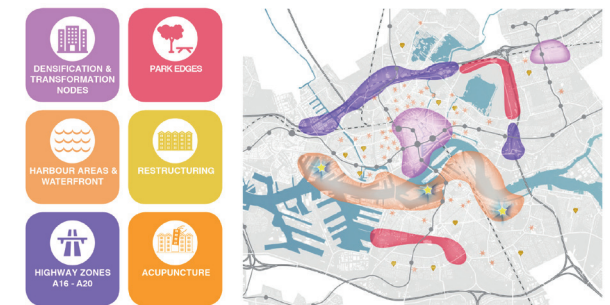 DENSIFICATION &
TRANSFORMATION
NODES
PARK EDGES
HARBOUR AREAS &
WATERFRONT
RESTRUCTURING
HIGHWAY ZONES
A16 - A20
ACUPUNCTURE